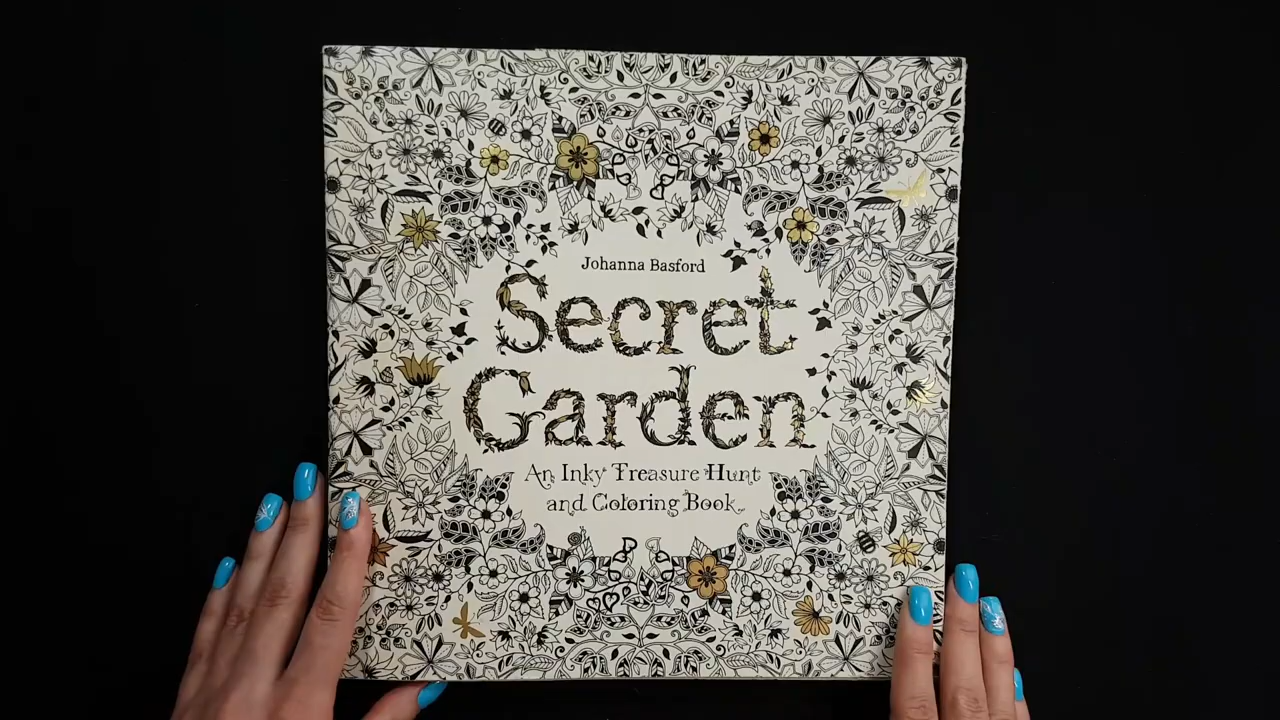 Johanna Basford
Secret
Garden
An Inky Treasure Hunt
and Coloring Book